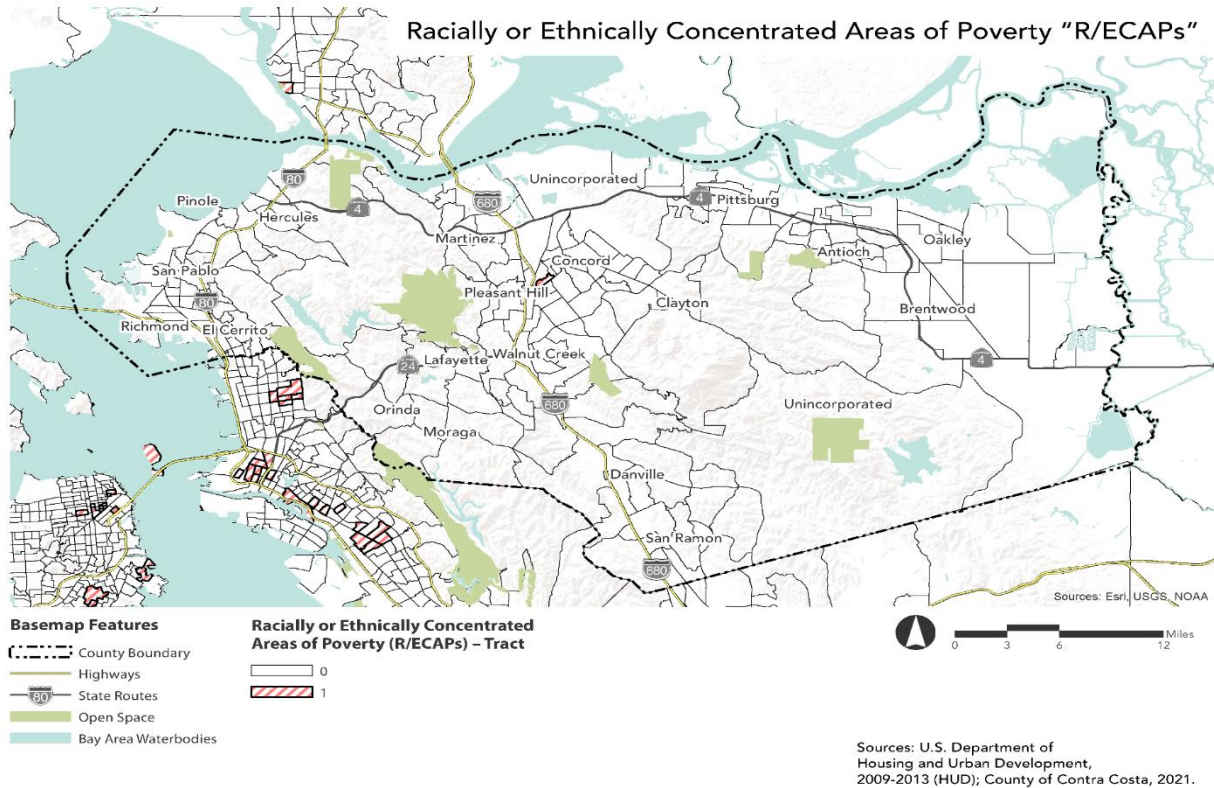 Racially or Ethnically Concentrated Areas of Poverty "R/ECAPs"
80
Unincorporated
Pinole
4
680
4
Pittsburg
Hercules
Martinez
Antioch
Oakley
San Pablo
Concord
80
Pleasant Hill
Clayton
Brentwood
Richmond
El Cerrito
24
Lafayette
Walnut Creek
4
Orinda
680
Unincorporated
Moraga
Danville
San Ramon
680
Sources: Esri, USGS, NOAA
Basemap Features
County Boundary
Highways
80
State Routes
Open Space
Bay Area Waterbodies
Racially or Ethnically Concentrated
Areas of Poverty (R/ECAPs) – Tract
0
1
0 3 6 12
Miles
Sources: U.S. Department of
Housing and Urban Development,
2009-2013 (HUD); County of Contra Costa, 2021.